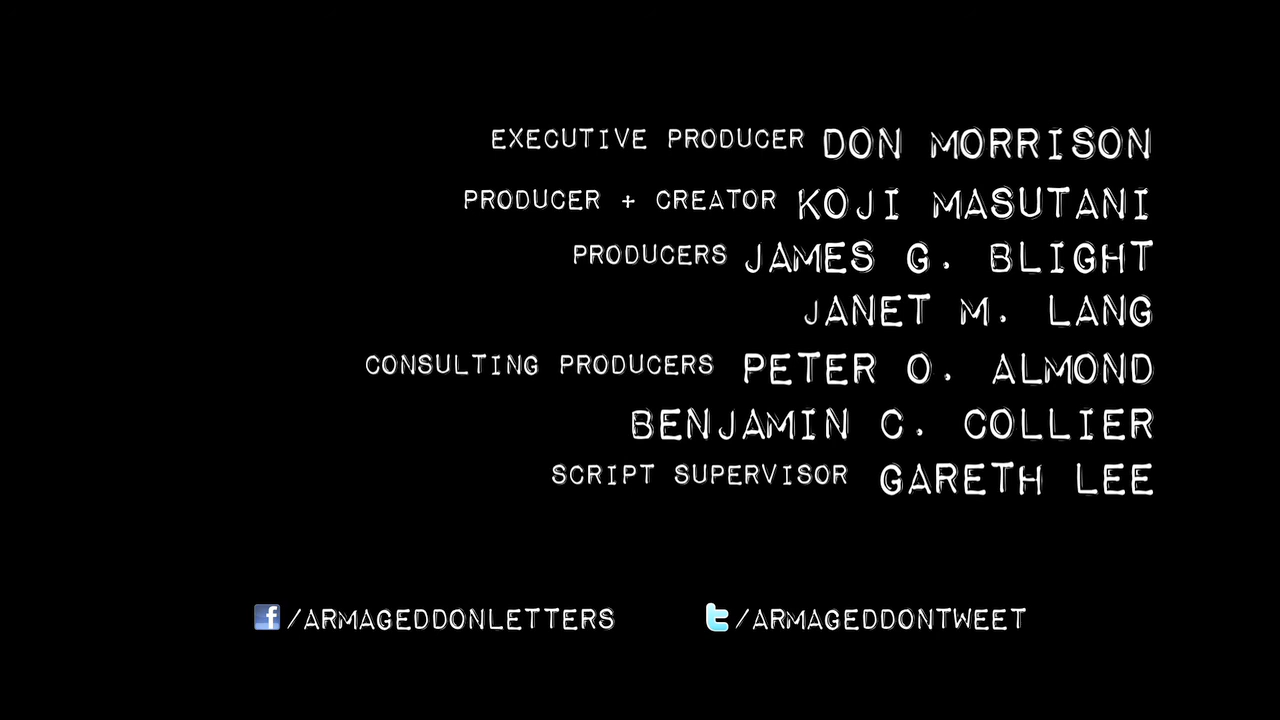 EXECUTIVE PRODUCER DON MORRISON
PRODUCER + CREATOR KOJI MASUTANI
PRODUCERS JAMES G. BLIGHT
JANET M. LANG
CONSULTING PRODUCERS PETER O. ALMOND
BENJAMIN C. COLLIER
SCRIPT SUPERVISOR GARETH LEE
/ARMAGEDDONLETTERS /ARMAGEDDONTWEET